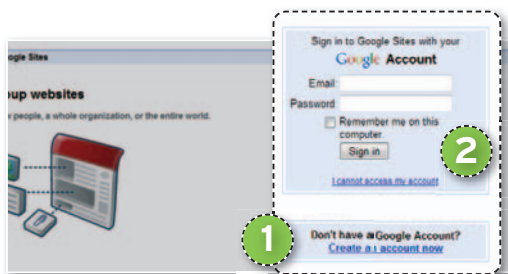 ogle Sites
up websites
people, a whole organization, or the entire world.
Sign in to Google Sites with your
Google Account
Email:
Password:
Remember me on this
computer.
Sign in
I cannot access my account
2
1
Don't have a Google Account?
Create a account now